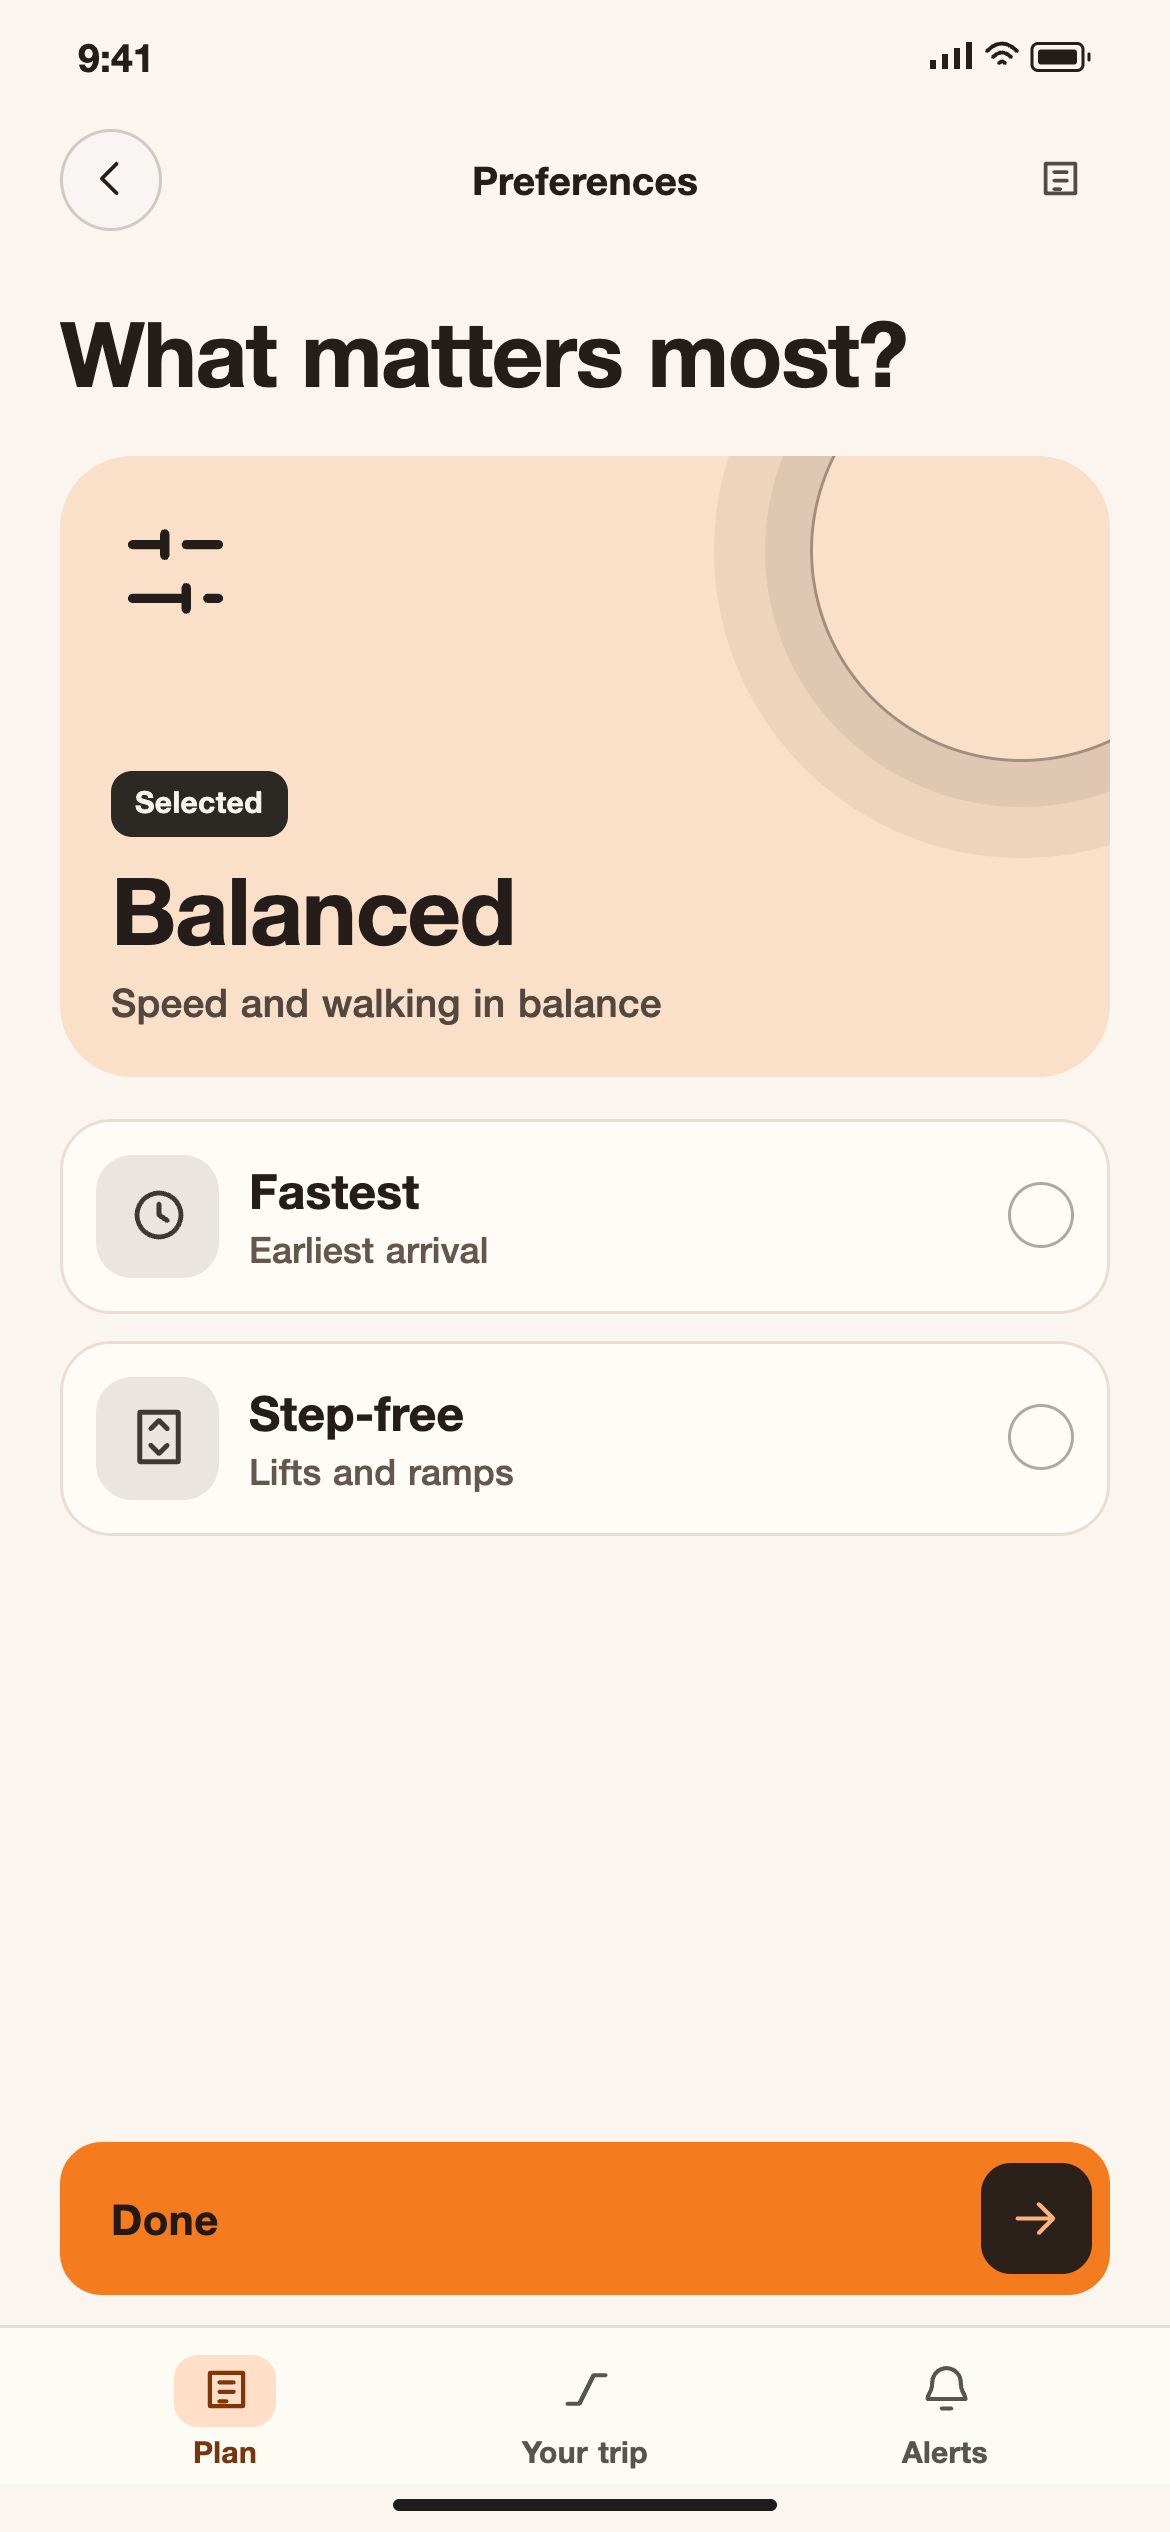 9:41
Preferences
What matters most?
Selected
Balanced
Speed and walking in balance
Fastest
Earliest arrival
Step-free
Lifts and ramps
Done
Plan
Your trip
Alerts